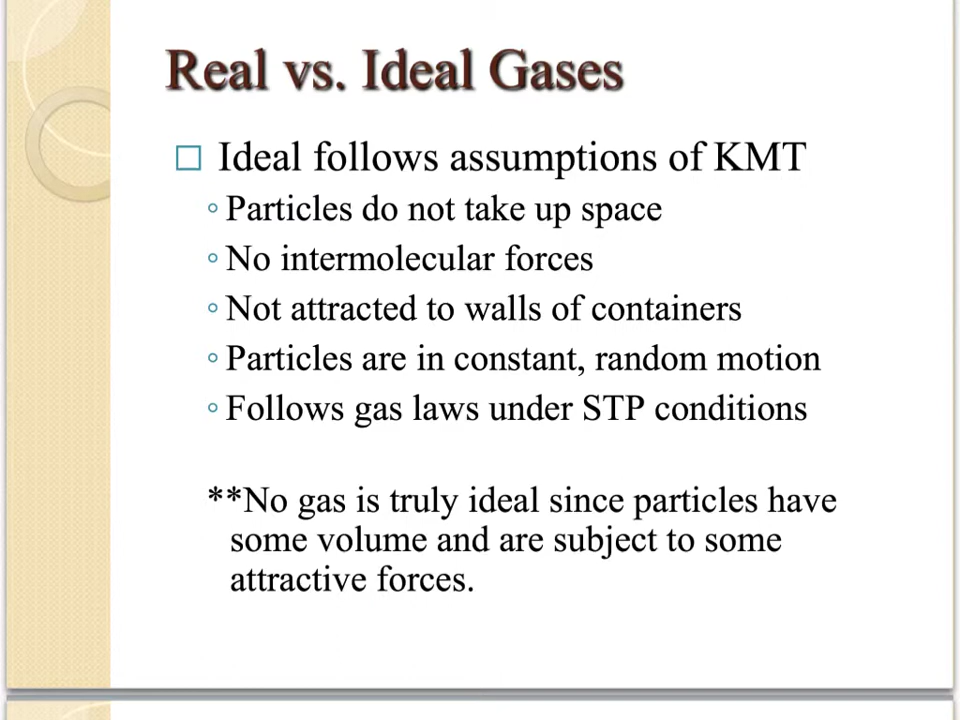 Real vs. Ideal Gases
Ideal follows assumptions of KMT
Particles do not take up space
No intermolecular forces
Not attracted to walls of containers
Particles are in constant, random motion
Follows gas laws under STP conditions
**No gas is truly ideal since particles have
some volume and are subject to some
attractive forces.